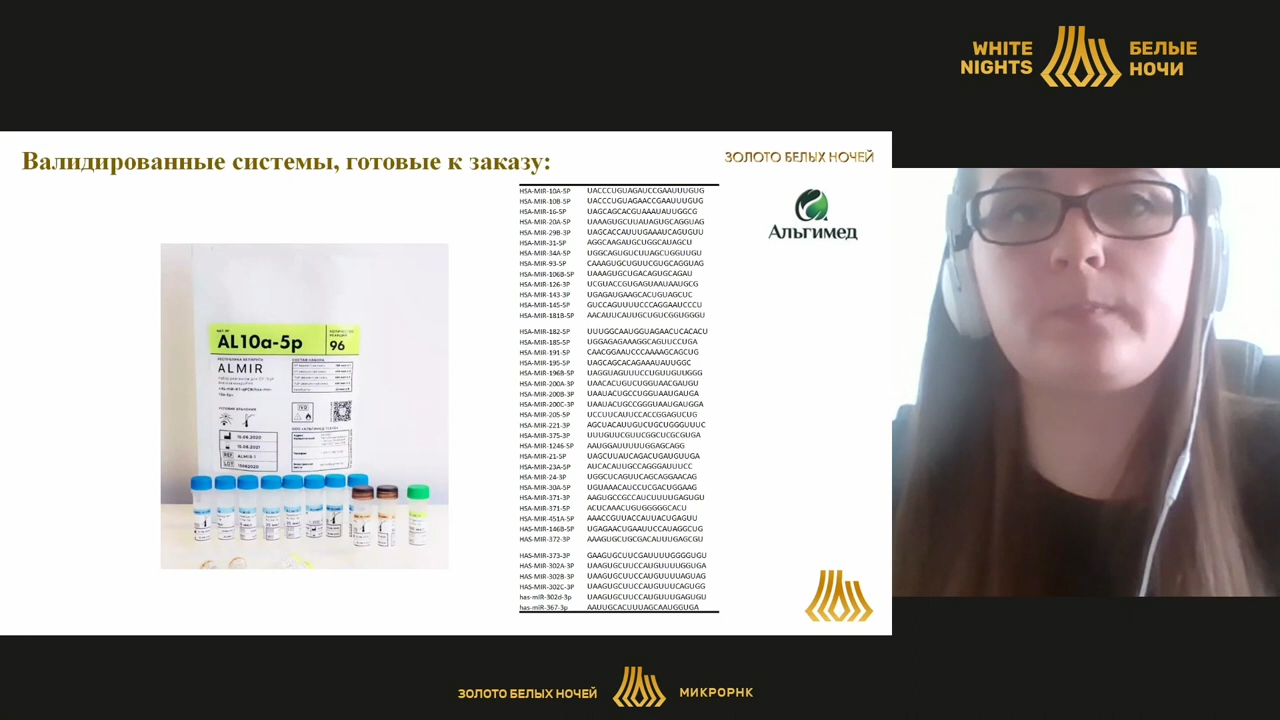 WHITE
NIGHTS
БЕЛЫЕ
НОЧИ
Валидированные системы, готовые к заказу:
ЗОЛОТО БЕЛЫХ НОЧЕЙ
Альгимед
AL10a-5p
96
ALMIR
HSA-MIR-10A-5P UACCCUGUAGAUCCGAAUUUGUG
HSA-MIR-10B-5P UACCCUGUAGAACCGAAUUUGUG
HSA-MIR-16-5P UAGCAGCACGUAAAUAUUGGCG
HSA-MIR-20A-5P UAAAGUGCUUAUAGUGCAGGUAG
HSA-MIR-29B-3P UAGCACCAUUUGAAAUCAGUGUU
HSA-MIR-31-5P AGGCAAGAUGCUGGCAUAGCU
HSA-MIR-34A-5P UGGCAGUGUCUUAGCUGGUUGU
HSA-MIR-93-5P CAAAGUGCUGUUCGUGCAGGUAG
HSA-MIR-106B-5P UAAAGUGCUGACAGUGCAGAU
HSA-MIR-126-3P UCGUACCGUGAGUAAUAAUGCG
HSA-MIR-143-3P UGAGAUGAAGCACUGUAGCUC
HSA-MIR-145-5P GUCCAGUUUUCCCAGGAAUCCCU
HSA-MIR-181B-5P AACAUUCAUUGCUGUCGGUGGGU
HSA-MIR-182-5P UUUGGCAAUGGUAGAACUCACACU
HSA-MIR-185-5P UGGAGAGAAAGGCAGUUCCUGA
HSA-MIR-191-5P CAACGGAAUCCCAAAAGCAGCUG
HSA-MIR-195-5P UAGCAGCACAGAAAUAUUGGC
HSA-MIR-196B-5P UAGGUAGUUUCCUGUUGUUGGG
HSA-MIR-200A-3P UAACACUGUCUGGUAACGAUGU
HSA-MIR-200B-3P UAAUACUGCCUGGUAAUGAUGA
HSA-MIR-200C-3P UAAUACUGCCGGGUAAUGAUGGA
HSA-MIR-205-5P UCCUUCAUUCCACCGGAGUCUG
HSA-MIR-221-3P AGCUACAUUGUCUGCUGGGUUUC
HSA-MIR-375-3P UUUGUUCGUUCGGCUCGCGUGA
HSA-MIR-1246-5P AAUGGAUUUUUGGAGCAGG
HSA-MIR-21-5P UAGCUUAUCAGACUGAUGUUGA
HSA-MIR-23A-5P AUCACAUUGCCAGGGAUUUCC
HSA-MIR-24-3P UGGCUCAGUUCAGCAGGAACAG
HSA-MIR-30A-5P UGUAAACAUCCUCGACUGGAAG
HSA-MIR-371-3P AAGUGCCGCCAUCUUUUGAGUGU
HSA-MIR-371-5P ACUCAAACUGUGGGGGCACU
HSA-MIR-451A-5P AAACCGUUACCAUUACUGAGUU
HAS-MIR-146B-5P UGAGAACUGAAUUCCAUAGGCUG
HAS-MIR-372-3P AAAGUGCUGCGACAUUUGAGCGU
HAS-MIR-373-3P GAAGUGCUUCGAUUUUGGGGUGU
HAS-MIR-302A-3P UAAGUGCUUCCAUGUUUUGGUGA
HAS-MIR-302B-3P UAAGUGCUUCCAUGUUUUAGUAG
HAS-MIR-302C-3P UAAGUGCUUCCAUGUUUCAGUGG
has-miR-302d-3p UAAGUGCUUCCAUGUUUGAGUGU
has-miR-367-3p AAUUGCACUUUAGCAAUGGUGA
ЗОЛОТО БЕЛЫХ НОЧЕЙ
МИКРОРНК